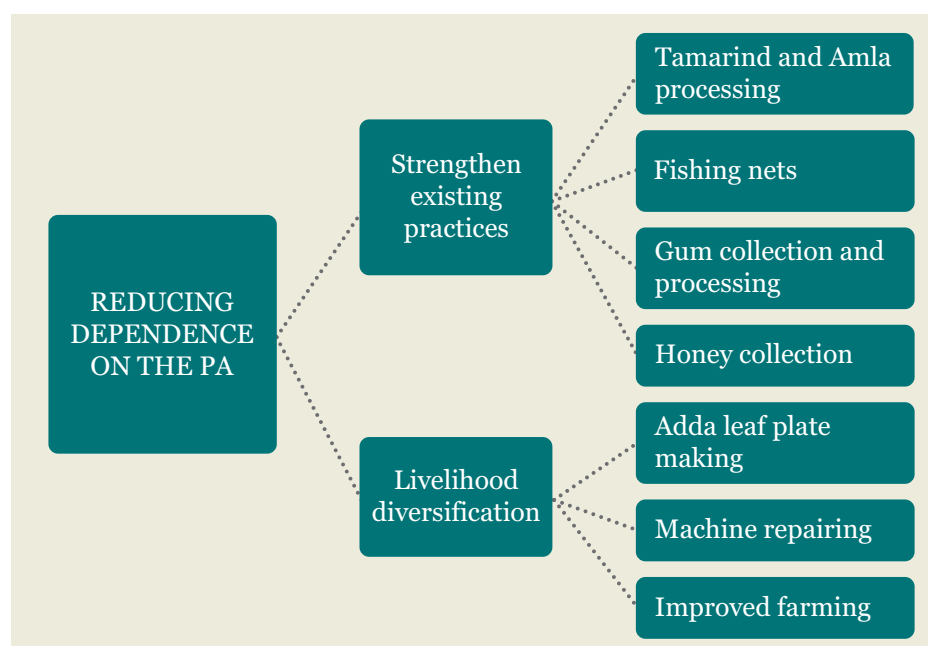 REDUCING
DEPENDENCE
ON THE PA
Strengthen
existing
practices
Tamarind and Amla
processing
Fishing nets
Gum collection and
processing
Honey collection
Livelihood
diversification
Adda leaf plate
making
Machine repairing
Improved farming